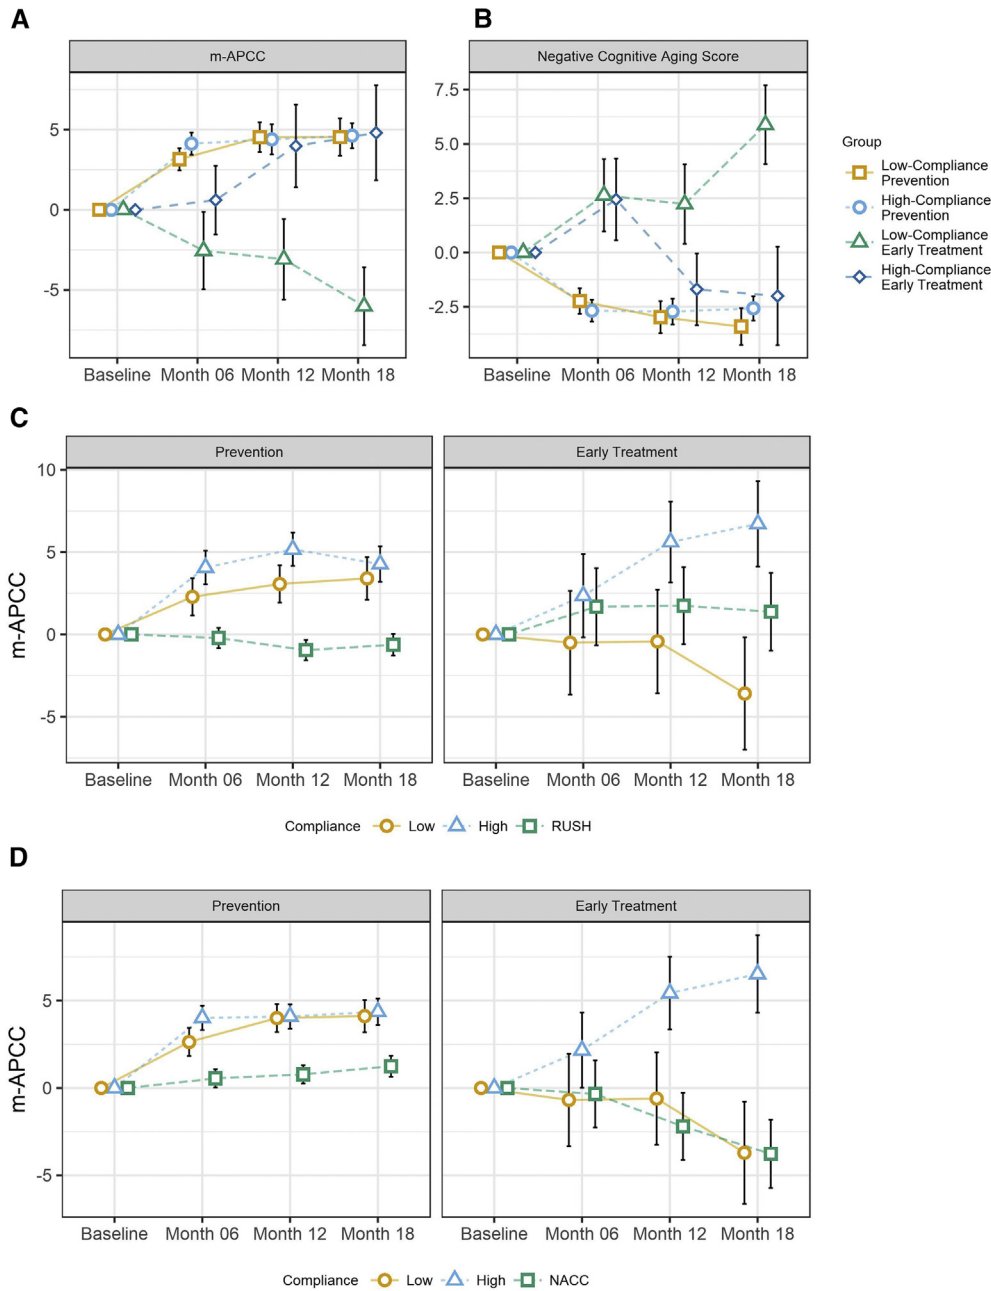 A
B
m-APCC
Negative Cognitive Aging Score
5
0
-5
Baseline Month 06 Month 12 Month 18
7.5
5.0
2.5
0.0
-2.5
Baseline Month 06 Month 12 Month 18
Group
Low-Compliance
Prevention
High-Compliance
Prevention
Low-Compliance
Early Treatment
High-Compliance
Early Treatment
C
Prevention
Early Treatment
m-APCC
10
5
0
-5
Baseline Month 06 Month 12 Month 18
Baseline Month 06 Month 12 Month 18
Compliance Low High RUSH
D
Prevention
Early Treatment
m-APCC
5
0
-5
Baseline Month 06 Month 12 Month 18
Baseline Month 06 Month 12 Month 18
Compliance Low High NACC